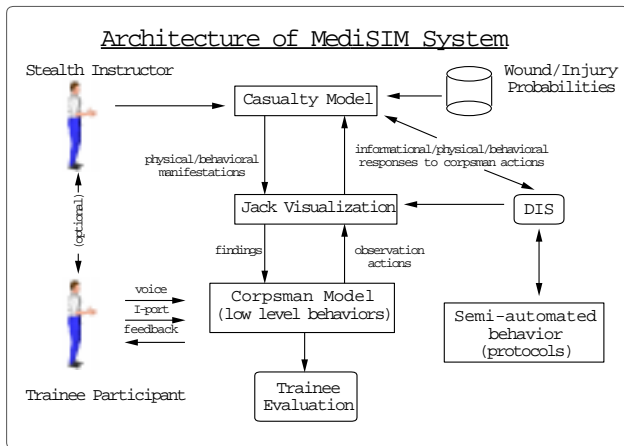 Architecture of MediSIM System
Stealth Instructor
Casualty Model
Wound/Injury
Probabilities
physical/behavioral
manifestations
informational/physical/behavioral
responses to corpsman actions
(optional)
Jack Visualization
DIS
findings
observation
actions
voice
I-port
feedback
Corpsman Model
(low level behaviors)
Semi-automated
behavior
(protocols)
Trainee Participant
Trainee
Evaluation